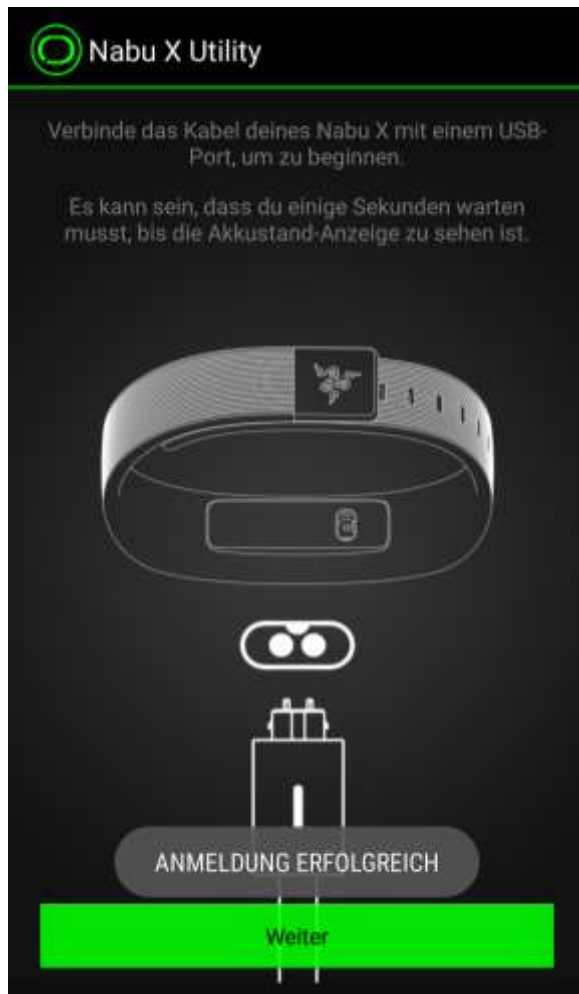 Nabu X Utility
Verbinde das Kabel deines Nabu X mit einem USB-
Port, um zu beginnen.
Es kann sein, dass du einige Sekunden warten
musst, bis die Akkustand-Anzeige zu sehen ist.
ANMELDUNG ERFOLGREICH
Weiter